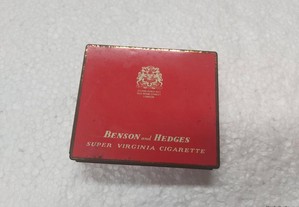 BENSON and HEDGES
SUPER VIRGINIA CIGARETTE